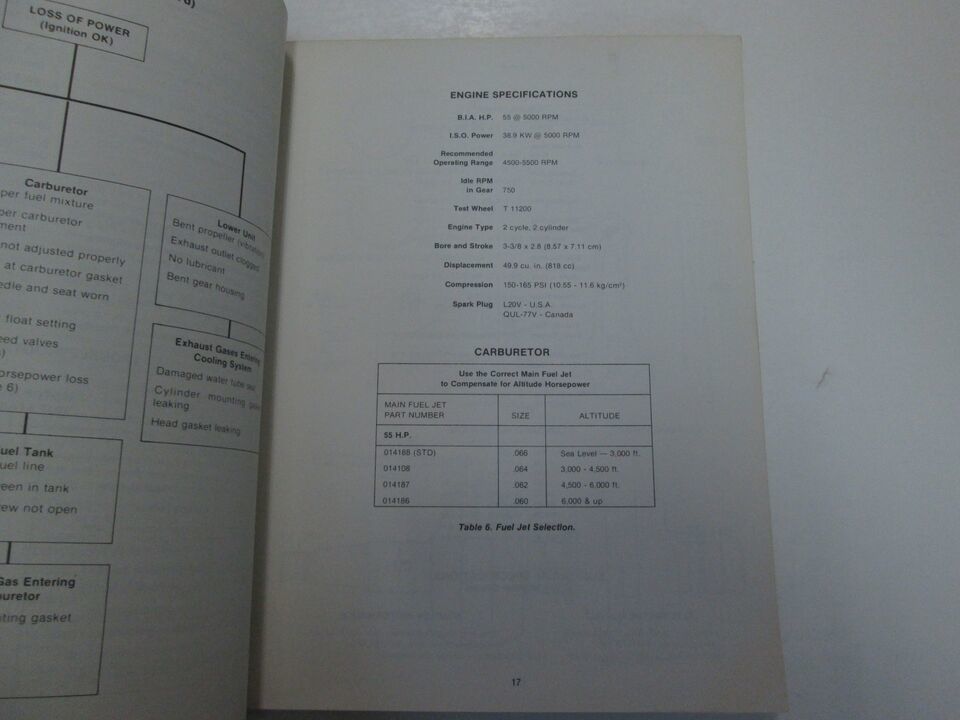 LOSS OF POWER
(Ignition OK)
Carburetor
per fuel mixture
per carburetor
ment
not adjusted properly
at carburetor gasket
edle and seat worn
float setting
eed valves
)
orsepower loss
6)
uel Tank
uel line
een in tank
ew not open
Gas Entering
buretor
ting gasket
Lower Unit
Bent propeller
Exhaust outlet clogged
No lubricant
Bent gear housing
Exhaust Gases Entering
Cooling System
Damaged water tube seal
Cylinder mounting
leaking
Head gasket leaking
ENGINE SPECIFICATIONS
B.I.A. H.P. 55 @ 5000 RPM
I.S.O. Power 38.9 KW @ 5000 RPM
Recommended
Operating Range 4500-5500 RPM
Idle RPM
in Gear 750
Test Wheel T 11200
Engine Type 2 cycle, 2 cylinder
Bore and Stroke 3-3/8 x 2.8 (8.57 x 7.11 cm)
Displacement 49.9 cu. in. (818 cc)
Compression 150-165 PSI (10.55 - 11.6 kg/cm²)
Spark Plug L20V - U.S.A.
QUL-77V - Canada
CARBURETOR
Use the Correct Main Fuel Jet
to Compensate for Altitude Horsepower
MAIN FUEL JET
PART NUMBER SIZE ALTITUDE
55 H.P.
014188 (STD) .066 Sea Level — 3,000 ft.
014108 .064 3,000 - 4,500 ft.
014187 .062 4,500 - 6,000 ft.
014186 .060 6,000 & up
Table 6. Fuel Jet Selection.
17